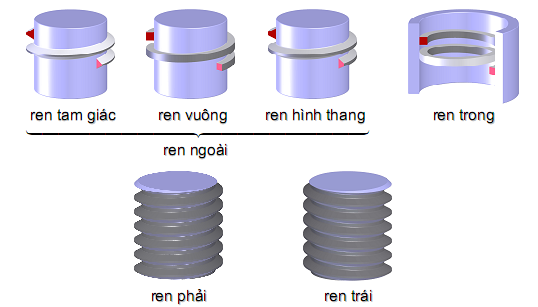 ren tam giác ren vuông ren hình thang ren trong
ren ngoài
ren phải ren trái